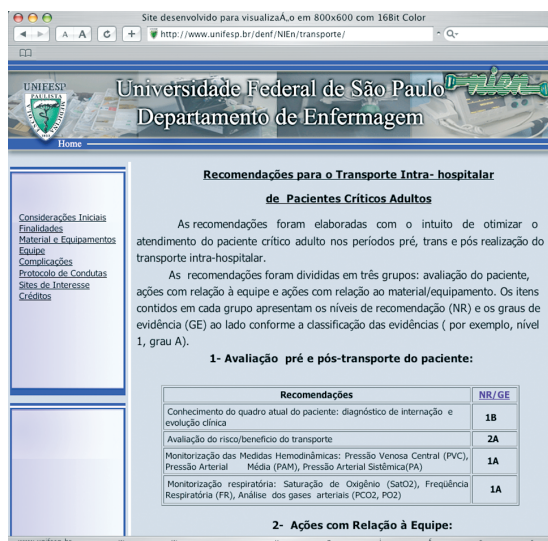 Site desenvolvido para visualizaÁ„o em 800x600 com 16Bit Color
A A C + http://www.unifesp.br/denf/NIEn/transporte/ Q-
UNIFESP
PAULISTA
Universidade Federal de São Paulo
nien
Departamento de Enfermagem
Home
Considerações Iniciais
Finalidades
Material e Equipamentos
Equipe
Complicações
Protocolo de Condutas
Sites de Interesse
Créditos
Recomendações para o Transporte Intra- hospitalar
de Pacientes Críticos Adultos
As recomendações foram elaboradas com o intuito de otimizar o
atendimento do paciente crítico adulto nos períodos pré, trans e pós realização do
transporte intra-hospitalar.
As recomendações foram divididas em três grupos: avaliação do paciente,
ações com relação à equipe e ações com relação ao material/equipamento. Os itens
contidos em cada grupo apresentam os níveis de recomendação (NR) e os graus de
evidência (GE) ao lado conforme a classificação das evidências ( por exemplo, nível
1, grau A).
1- Avaliação pré e pós-transporte do paciente:
Recomendações NR/GE
Conhecimento do quadro atual do paciente: diagnóstico de internação e
evolução clínica 1B
Avaliação do risco/benefício do transporte 2A
Monitorização das Medidas Hemodinâmicas: Pressão Venosa Central (PVC),
Pressão Arterial Média (PAM), Pressão Arterial Sistêmica(PA) 1A
Monitorização respiratória: Saturação de Oxigênio (SatO2), Freqüência
Respiratória (FR), Análise dos gases arteriais (PCO2, PO2) 1A
2- Ações com Relação à Equipe: